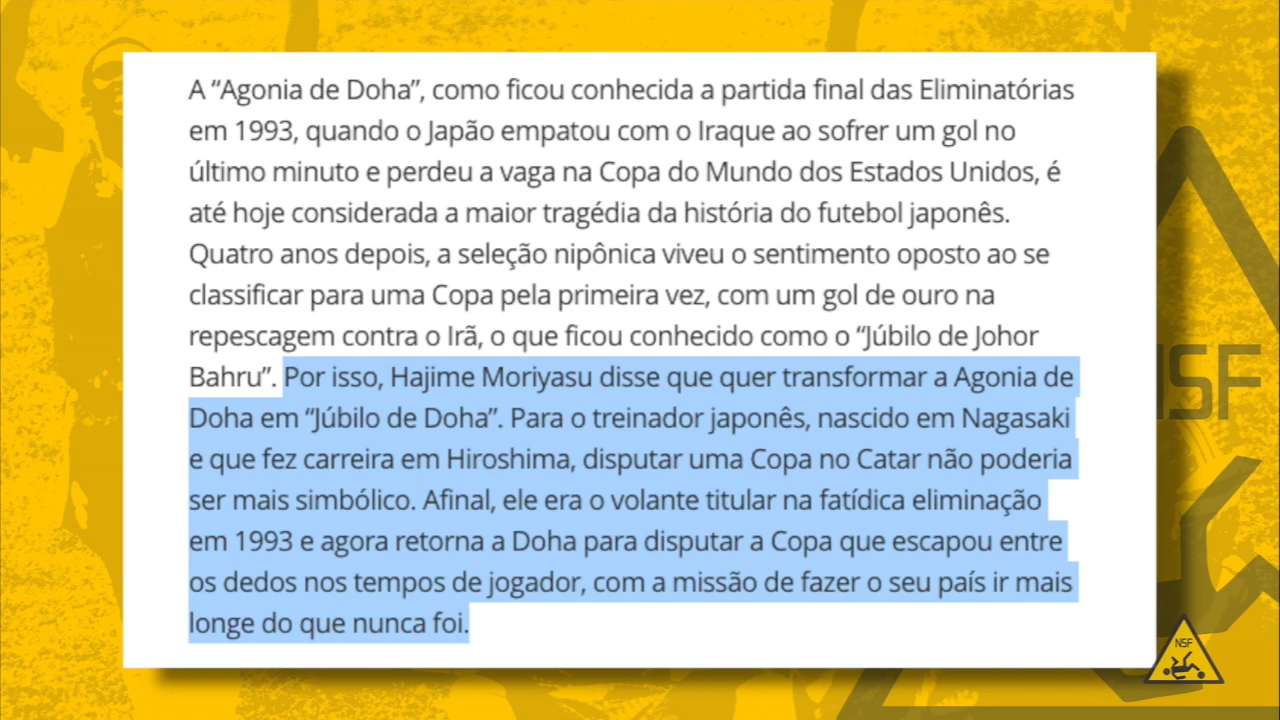 A “Agonia de Doha”, como ficou conhecida a partida final das Eliminatórias
em 1993, quando o Japão empatou com o Iraque ao sofrer um gol no
último minuto e perdeu a vaga na Copa do Mundo dos Estados Unidos, é
até hoje considerada a maior tragédia da história do futebol japonês.
Quatro anos depois, a seleção nipônica viveu o sentimento oposto ao se
classificar para uma Copa pela primeira vez, com um gol de ouro na
repescagem contra o Irã, o que ficou conhecido como o “Júbilo de Johor
Bahru”. Por isso, Hajime Moriyasu disse que quer transformar a Agonia de
Doha em “Júbilo de Doha”. Para o treinador japonês, nascido em Nagasaki
e que fez carreira em Hiroshima, disputar uma Copa no Catar não poderia
ser mais simbólico. Afinal, ele era o volante titular na fatídica eliminação
em 1993 e agora retorna a Doha para disputar a Copa que escapou entre
os dedos nos tempos de jogador, com a missão de fazer o seu país ir mais
longe do que nunca foi.
NSF
NSF